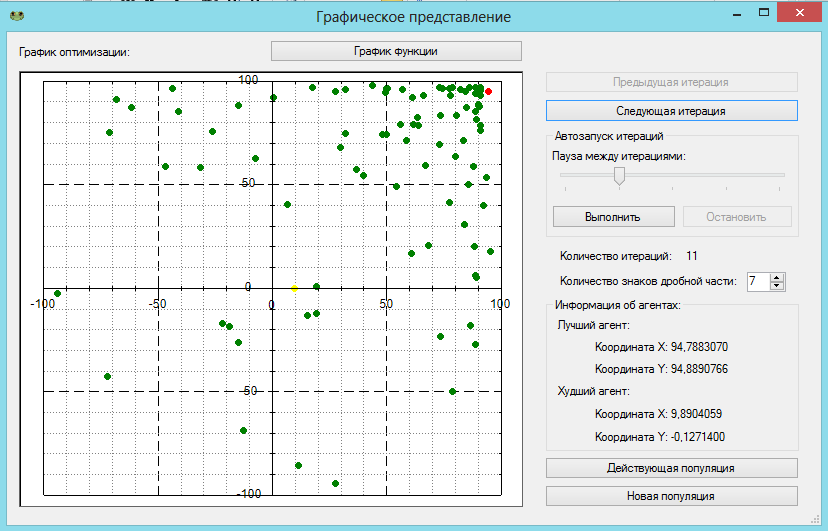 Графическое представление
График оптимизации:
График функции
100
50
0
-100
-50
0
50
100
-50
-100
Предыдущая итерация
Следующая итерация
Автозапуск итераций
Пауза между итерациями:
Выполнить
Остановить
Количество итераций: 11
Количество знаков дробной части: 7
Информация об агентах:
Лучший агент:
Координата X: 94,7883070
Координата Y: 94,8890766
Худший агент:
Координата X: 9,8904059
Координата Y: -0,1271400
Действующая популяция
Новая популяция